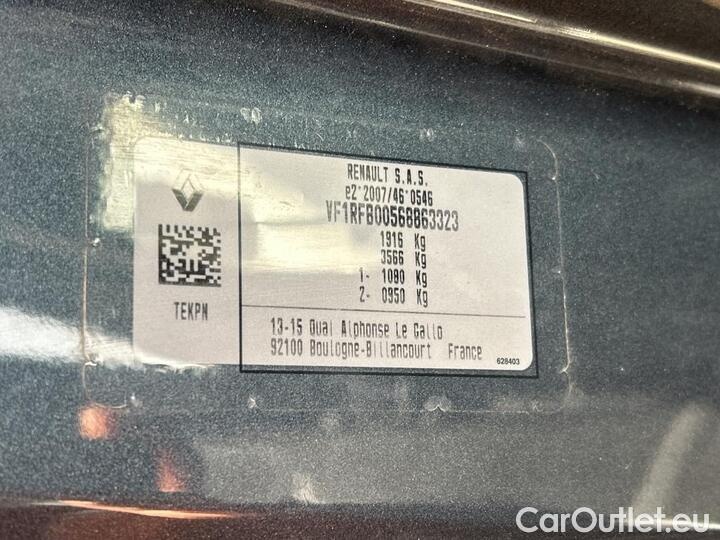 RENAULT S.A.S.
e2*2007/46*0546
VF1RFB00568863323
1916 Kg
3566 Kg
1- 1080 Kg
2- 0950 Kg
TEKPN
13-15 Quai Alphonse Le Gallo
92100 Boulogne-Billancourt France
628403
CarOutlet.eu